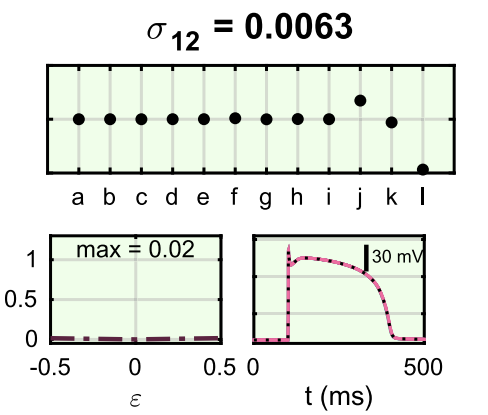 σ12 = 0.0063
a b c d e f g h i j k l
max = 0.02
30 mV
1
0.5
0
-0.5 0 0.5
0 500
ε
t (ms)